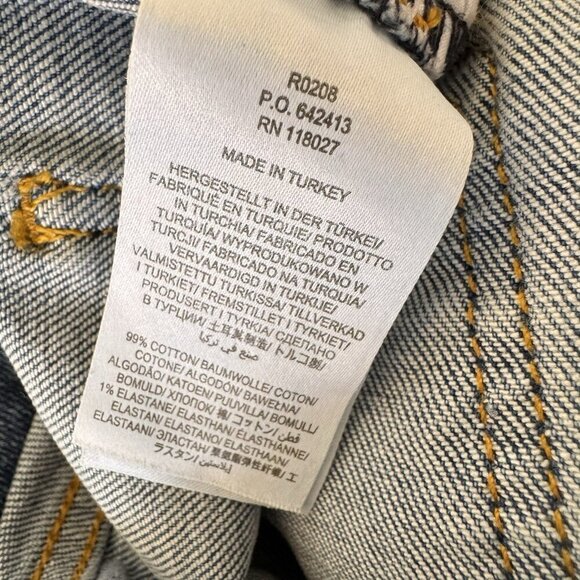 R0208
P.O. 642413
RN 118027
MADE IN TURKEY
HERGESTELLT IN DER TÜRKEI/
FABRIQUÉ EN TURQUIE/ PRODOTTO
IN TURCHIA/ FABRICADO EN
TURQUÍA/ WYPRODUKOWANO W
TURCJI/ FABRICADO NA TURQUIA/
VERVAARDIGD IN TURKIJE/
VALMISTETTU TURKISSA/ TILLVERKAD
I TURKIET/ FREMSTILLET I TYRKIET/
PRODUSERT I TYRKIA/ СДЕЛАНО
В ТУРЦИИ/ 土耳其製造/ トルコ製/
صنع في تركيا
99% COTTON/ BAUMWOLLE/ COTON/
COTONE/ ALGODÓN/ BAWEŁNA/
ALGODÃO/ KATOEN/ PUUVILLA/ BOMULL/
BOMULD/ ХЛОПОК/ 棉/ コットン/ قطن
1% ELASTANE/ ELASTHAN/ ELASTHANNE/
ELASTAN/ ELASTANO/ ELASTHAAN/
ELASTAANI/ ЭЛАСТАН/ 聚氨酯弹性纤維/ エ
ラスタン/ إيلاستين